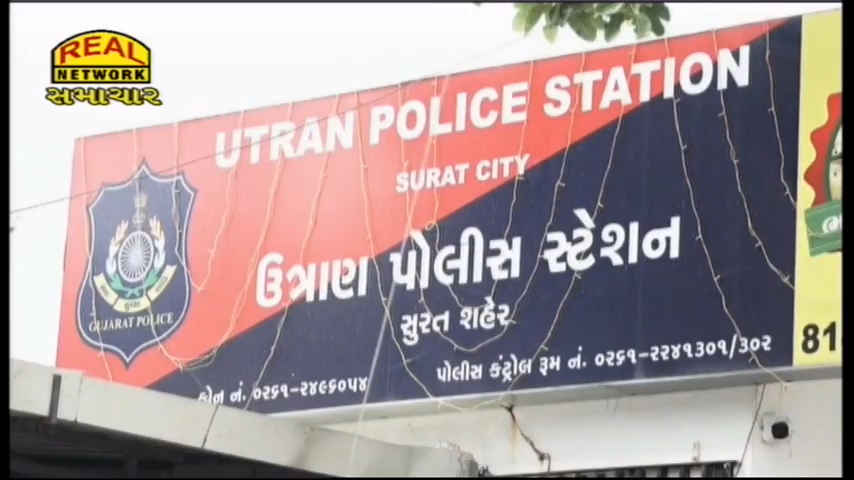 REAL
NETWORK
સમાચાર
UTRAN POLICE STATION
SURAT CITY
ઉત્રાણ પોલીસ સ્ટેશન
સુરત શહેર
GUJARAT POLICE
ફોન નં. ૦૨૬૧-૨૪૯૬૦૫૪
પોલીસ કંટ્રોલ રૂમ નં. ૦૨૬૧-૨૨૪૧૩૦૧/૩૦૨